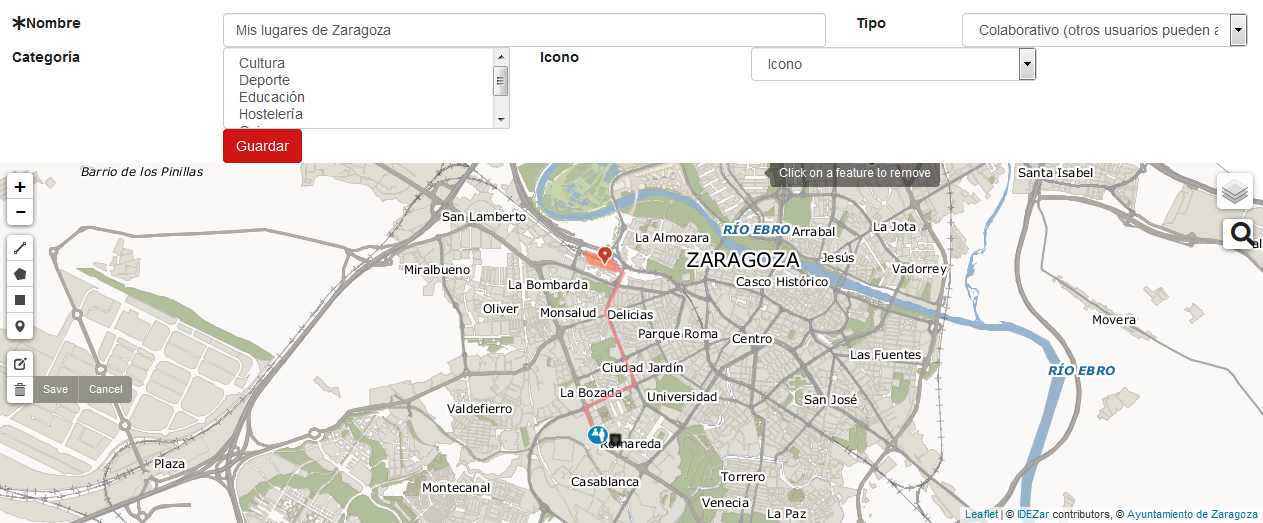 ✱Nombre
Mis lugares de Zaragoza
Tipo
Colaborativo (otros usuarios pueden a
Categoría
Cultura
Deporte
Educación
Hostelería
Icono
Icono
Guardar
Barrio de los Pinillas
Click on a feature to remove
Santa Isabel
+
−
San Lamberto
La Almozara
RÍO EBRO
Arrabal
La Jota
Miralbueno
ZARAGOZA
Jesús
Vadorrey
La Bombarda
Casco Histórico
Oliver
Monsalud
Delicias
Parque Roma
Centro
Movera
Las Fuentes
Ciudad Jardín
RÍO EBRO
Save
Cancel
La Bozada
Universidad
San José
Valdefierro
Romareda
Plaza
Casablanca
Torrero
Montecanal
Venecia
La Paz
Leaflet | © IDEZar contributors, © Ayuntamiento de Zaragoza